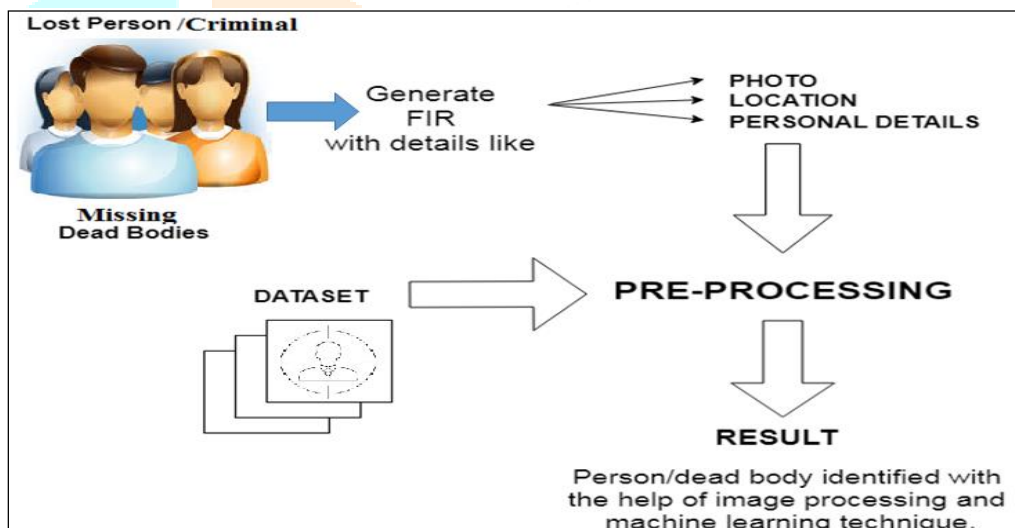 Lost Person /Criminal
Generate
FIR
with details like
PHOTO
LOCATION
PERSONAL DETAILS
Missing
Dead Bodies
DATASET
PRE-PROCESSING
RESULT
Person/dead body identified with
the help of image processing and
machine learning technique.